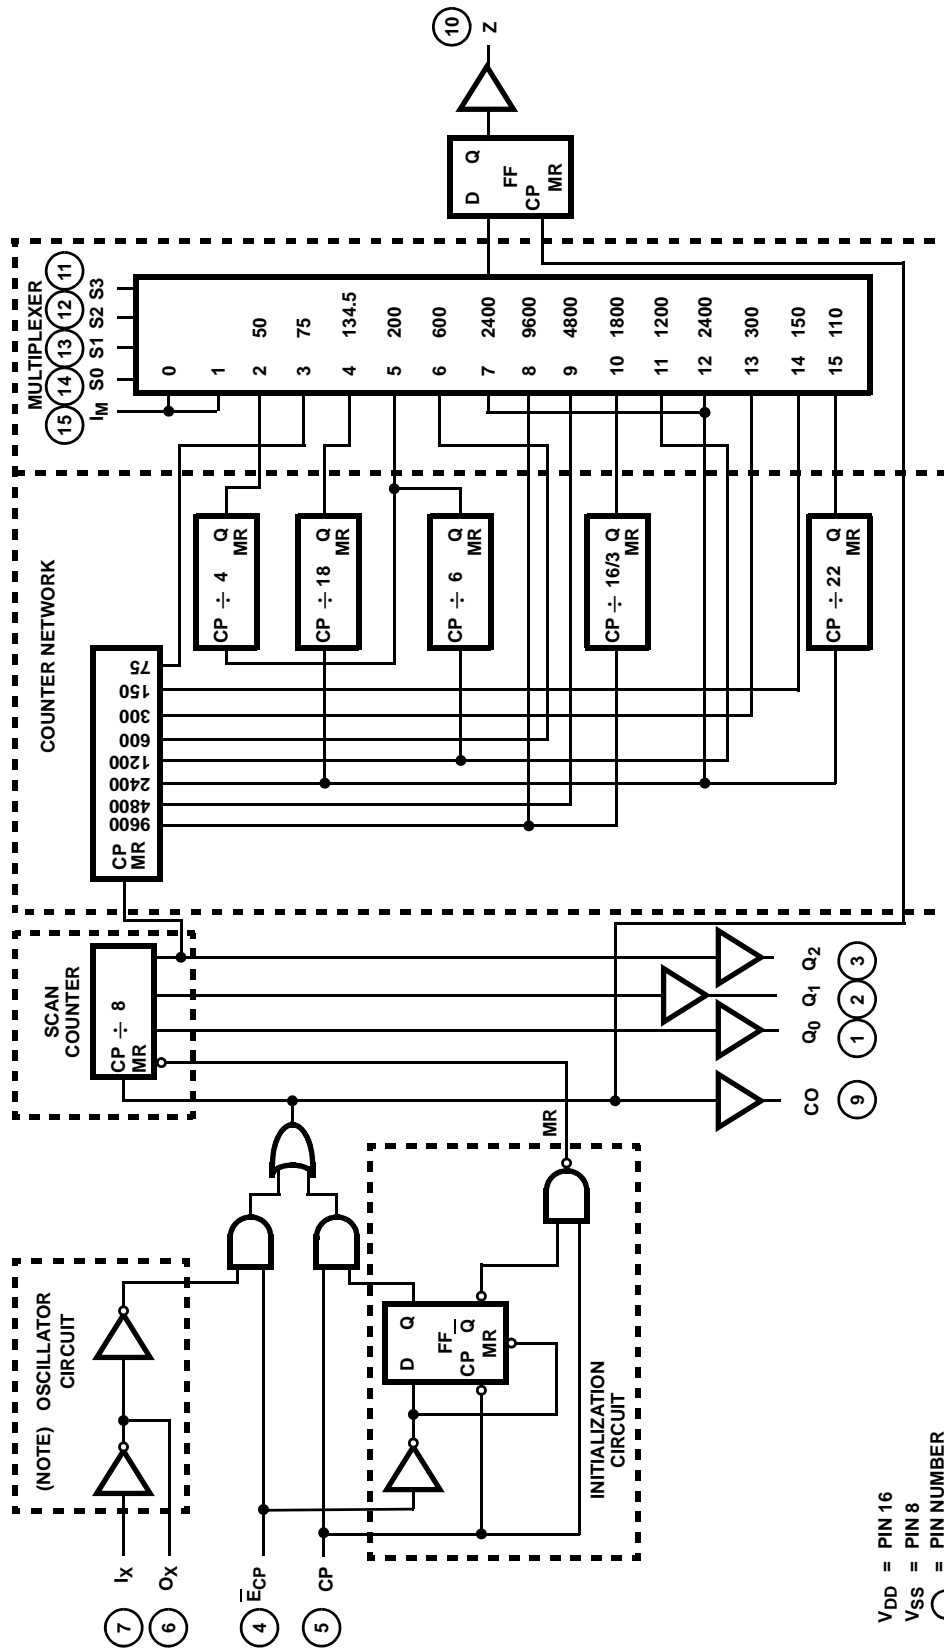 (NOTE) OSCILLATOR
CIRCUIT
7
IX
6
OX
4
ECP
5
CP
D Q
FF Q
CP
MR
INITIALIZATION
CIRCUIT
MR
SCAN
COUNTER
CP ÷ 8
MR
CO
9
Q0
1
Q1
2
Q2
3
COUNTER NETWORK
CP
MR
9600
4800
2400
1200
600
300
150
75
CP ÷ 4 Q
MR
CP ÷ 18 Q
MR
CP ÷ 6 Q
MR
CP ÷ 16/3 Q
MR
CP ÷ 22 Q
MR
MULTIPLEXER
15 14 13 12 11
IM S0 S1 S2 S3
0
1
2 50
3 75
4 134.5
5 200
6 600
7 2400
8 9600
9 4800
10 1800
11 1200
12 2400
13 300
14 150
15 110
D Q
FF
CP
MR
10
Z
VDD = PIN 16
VSS = PIN 8
= PIN NUMBER